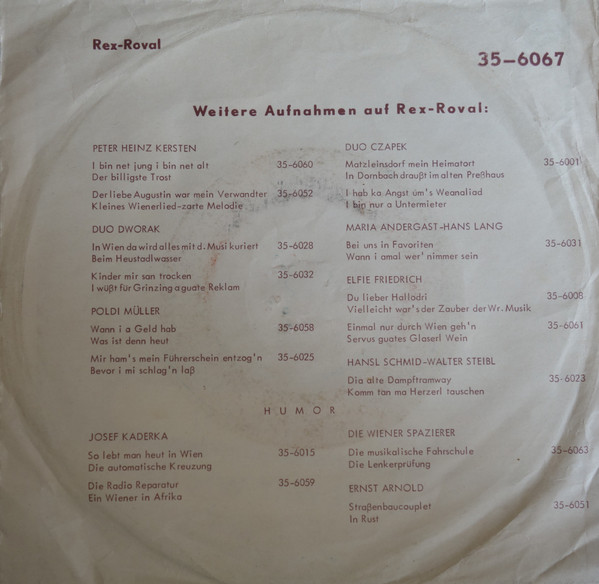 Rex-Roval
35-6067
Weitere Aufnahmen auf Rex-Roval:
PETER HEINZ KERSTEN
I bin net jung i bin net alt 35-6060
Der billigste Trost
Der liebe Augustin war mein Verwandter 35-6052
Kleines Wienerlied-zarte Melodie
DUO DWORAK
In Wien da wird alles mit d. Musi kuriert 35-6028
Beim Heustadlwasser
Kinder mir san trocken 35-6032
I wüßt für Grinzing a guate Reklam
POLDI MÜLLER
Wann i a Geld hab 35-6058
Was ist denn heut
Mir ham's mein Führerschein entzog'n 35-6025
Bevor i mi schlag'n laß
DUO CZAPEK
Matzleinsdorf mein Heimatort 35-6001
In Dornbach draußt im alten Preßhaus
I hab ka Angst um's Weanaliad
I bin nur a Untermieter
MARIA ANDERGAST-HANS LANG
Bei uns in Favoriten 35-6031
Wann i amal wer' nimmer sein
ELFIE FRIEDRICH
Du lieber Hallodri 35-6008
Vielleicht war's der Zauber der Wr. Musik
Einmal nur durch Wien geh'n 35-6061
Servus guates Glaserl Wein
HANSL SCHMID-WALTER STEIBL
Dia alte Dampftramway 35-6023
Komm tan ma Herzerl tauschen
HUMOR
JOSEF KADERKA
So lebt man heut in Wien 35-6015
Die automatische Kreuzung
Die Radio Reparatur 35-6059
Ein Wiener in Afrika
DIE WIENER SPAZIERER
Die musikalische Fahrschule 35-6063
Die Lenkerprüfung
ERNST ARNOLD
Straßenbaucouplet 35-6051
In Rust